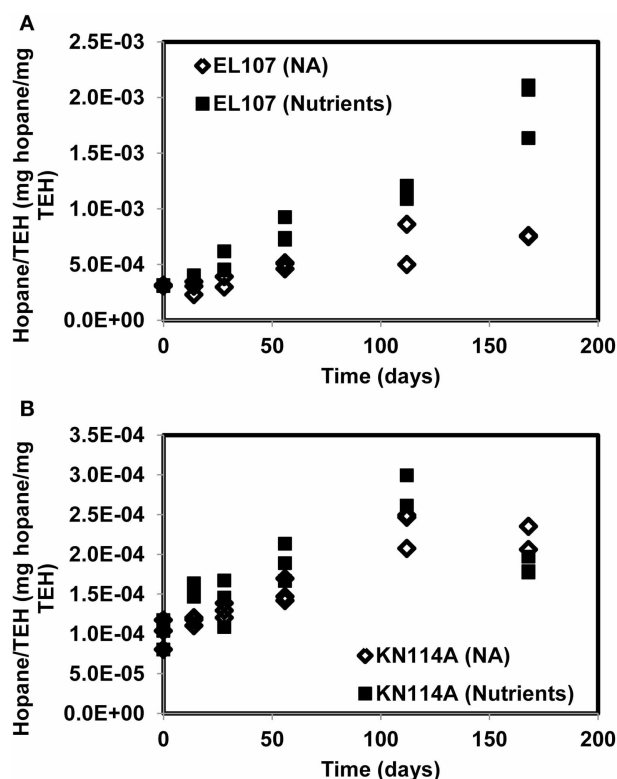 A
Hopane/TEH (mg hopane/mg
TEH)
2.5E-03
2.0E-03
1.5E-03
1.0E-03
5.0E-04
0.0E+00
EL107 (NA)
EL107 (Nutrients)
0 50 100 150 200
Time (days)
B
Hopane/TEH (mg hopane/mg
TEH)
3.5E-04
3.0E-04
2.5E-04
2.0E-04
1.5E-04
1.0E-04
5.0E-05
0.0E+00
KN114A (NA)
KN114A (Nutrients)
0 50 100 150 200
Time (days)